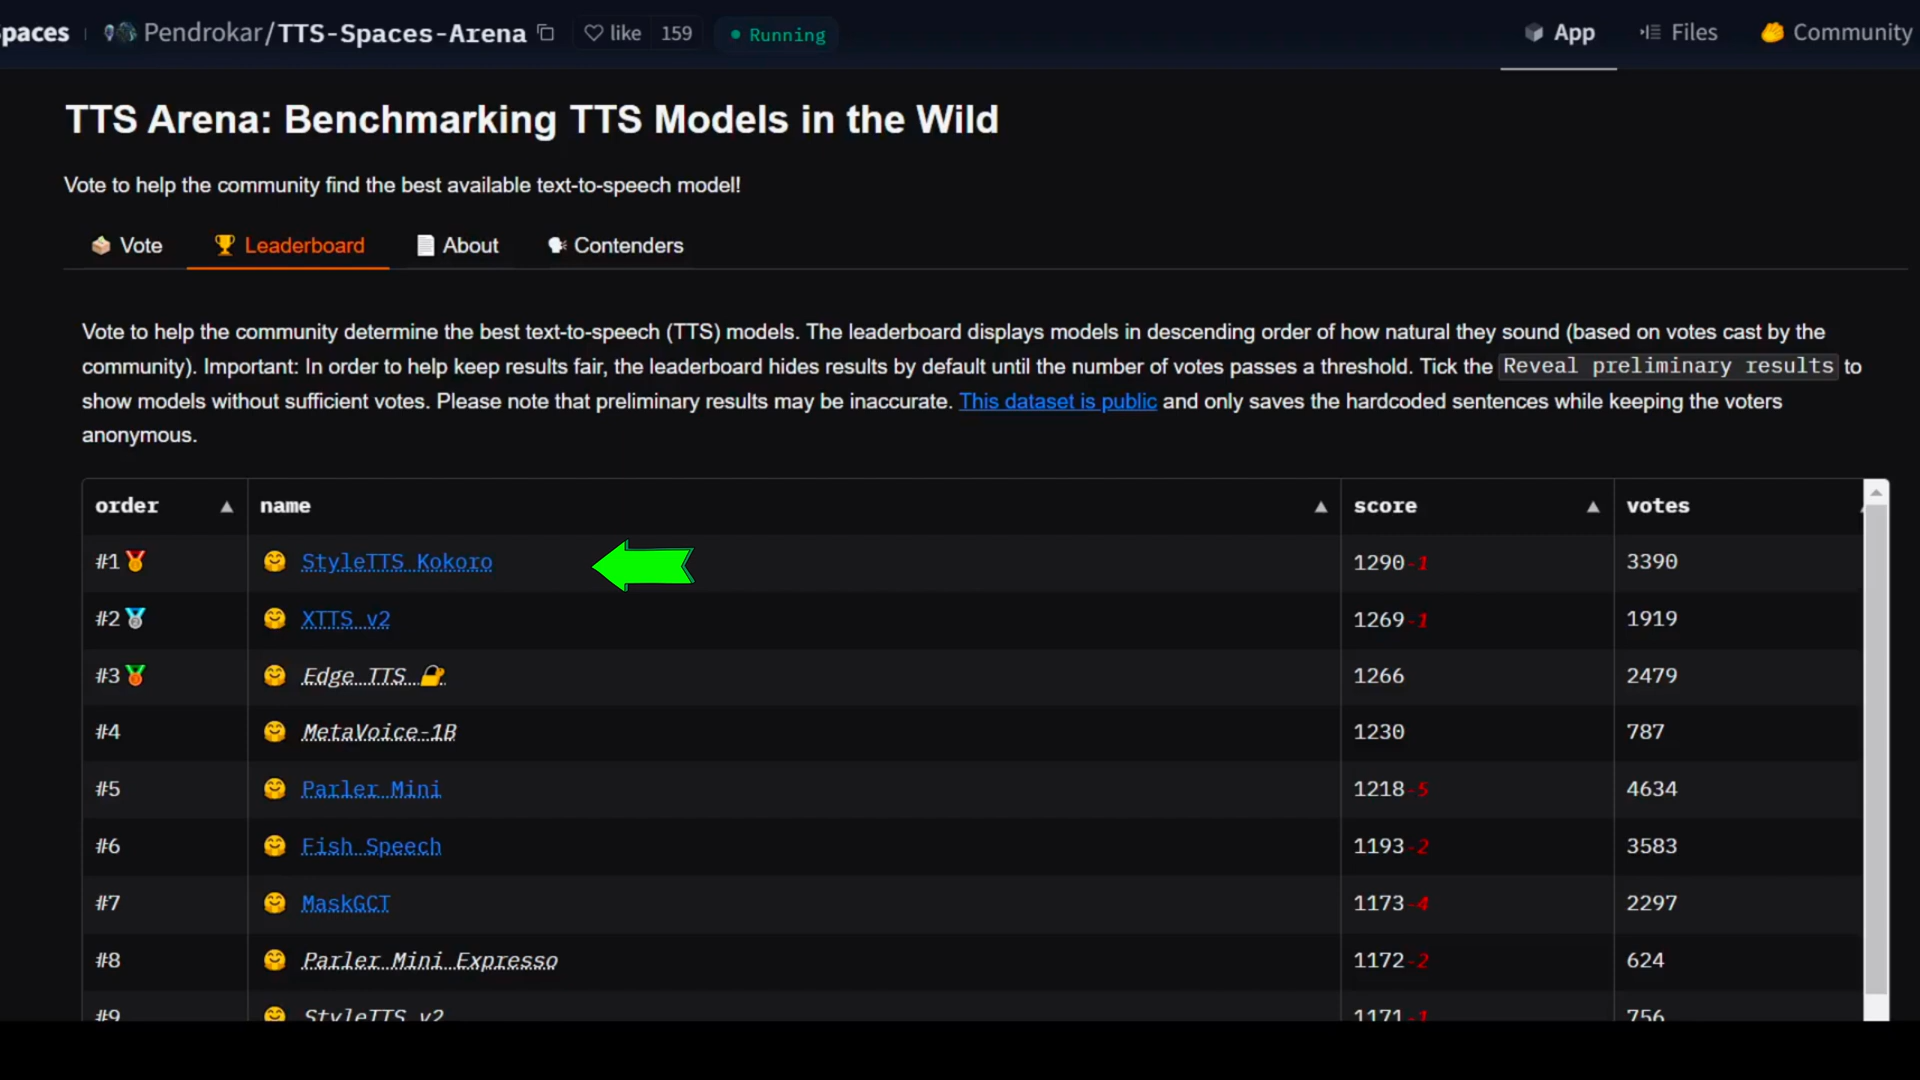 paces Pendrokar/TTS-Spaces-Arena like 159 Running App Files Community
TTS Arena: Benchmarking TTS Models in the Wild
Vote to help the community find the best available text-to-speech model!
Vote Leaderboard About Contenders
Vote to help the community determine the best text-to-speech (TTS) models. The leaderboard displays models in descending order of how natural they sound (based on votes cast by the
community). Important: In order to help keep results fair, the leaderboard hides results by default until the number of votes passes a threshold. Tick the Reveal preliminary results to
show models without sufficient votes. Please note that preliminary results may be inaccurate. This dataset is public and only saves the hardcoded sentences while keeping the voters
anonymous.
order name score votes
#1 StyleTTS Kokoro 1290 -1 3390
#2 XTTS v2 1269 -1 1919
#3 Edge TTS 1266 2479
#4 MetaVoice-1B 1230 787
#5 Parler Mini 1218 -5 4634
#6 Fish Speech 1193 -2 3583
#7 MaskGCT 1173 -4 2297
#8 Parler Mini Expresso 1172 -2 624
#9 StyleTTS v2 1171 -1 756